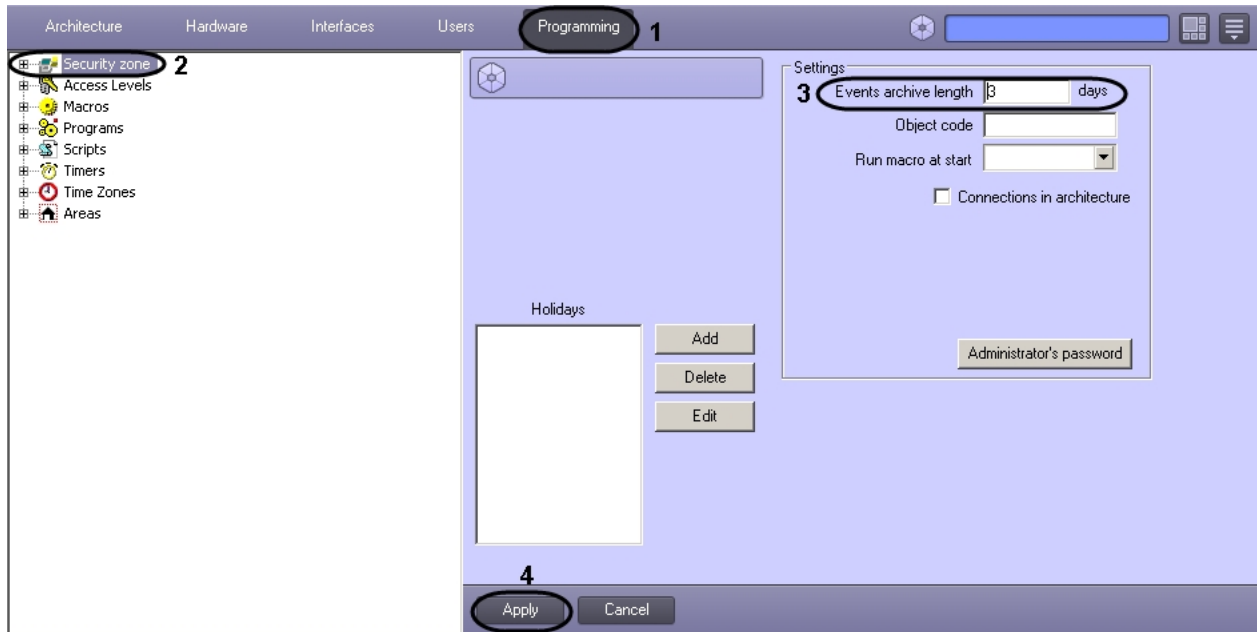 Architecture Hardware Interfaces Users Programming 1
Security zone 2
Access Levels
Macros
Programs
Scripts
Timers
Time Zones
Areas
Settings
3 Events archive length 3 days
Object code
Run macro at start
Connections in architecture
Administrator's password
Holidays
Add
Delete
Edit
4
Apply Cancel